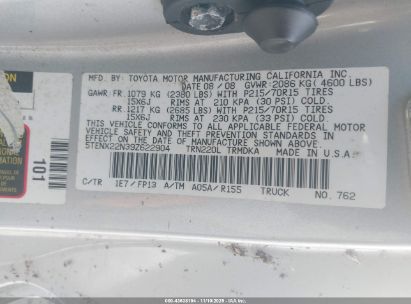 MFD. BY: TOYOTA MOTOR MANUFACTURING CALIFORNIA INC.
DATE 08/08 GVWR-2086 KG(4600 LBS)
GAWR: FR. 1079 KG (2380 LBS) WITH P215/70R15 TIRES
15X6J RIMS AT 210 KPA (30 PSI) COLD.
RR: 1217 KG (2685 LBS) WITH P215/70R15 TIRES
15X6J RIMS AT 230 KPA (33 PSI) COLD.
THIS VEHICLE CONFORMS TO ALL APPLICABLE FEDERAL MOTOR
VEHICLE SAFETY AND THEFT PREVENTION STANDARDS IN
EFFECT ON THE DATE OF MANUFACTURE SHOWN ABOVE.
5TENX22N39Z622904 TRN220L TRMDKA MADE IN U.S.A.
C/TR 1E7/FP13 A/TM A05A/R155 TRUCK NO. 762
101